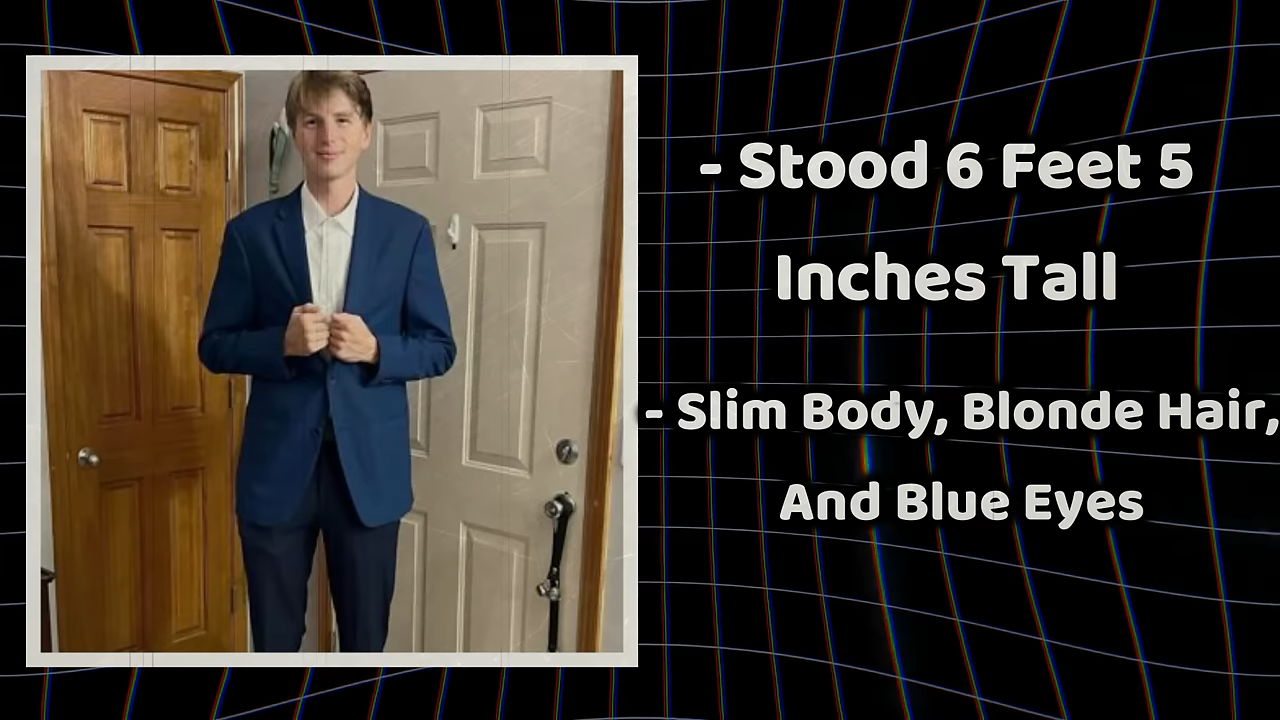 - Stood 6 Feet 5
Inches Tall
- Slim Body, Blonde Hair,
And Blue Eyes